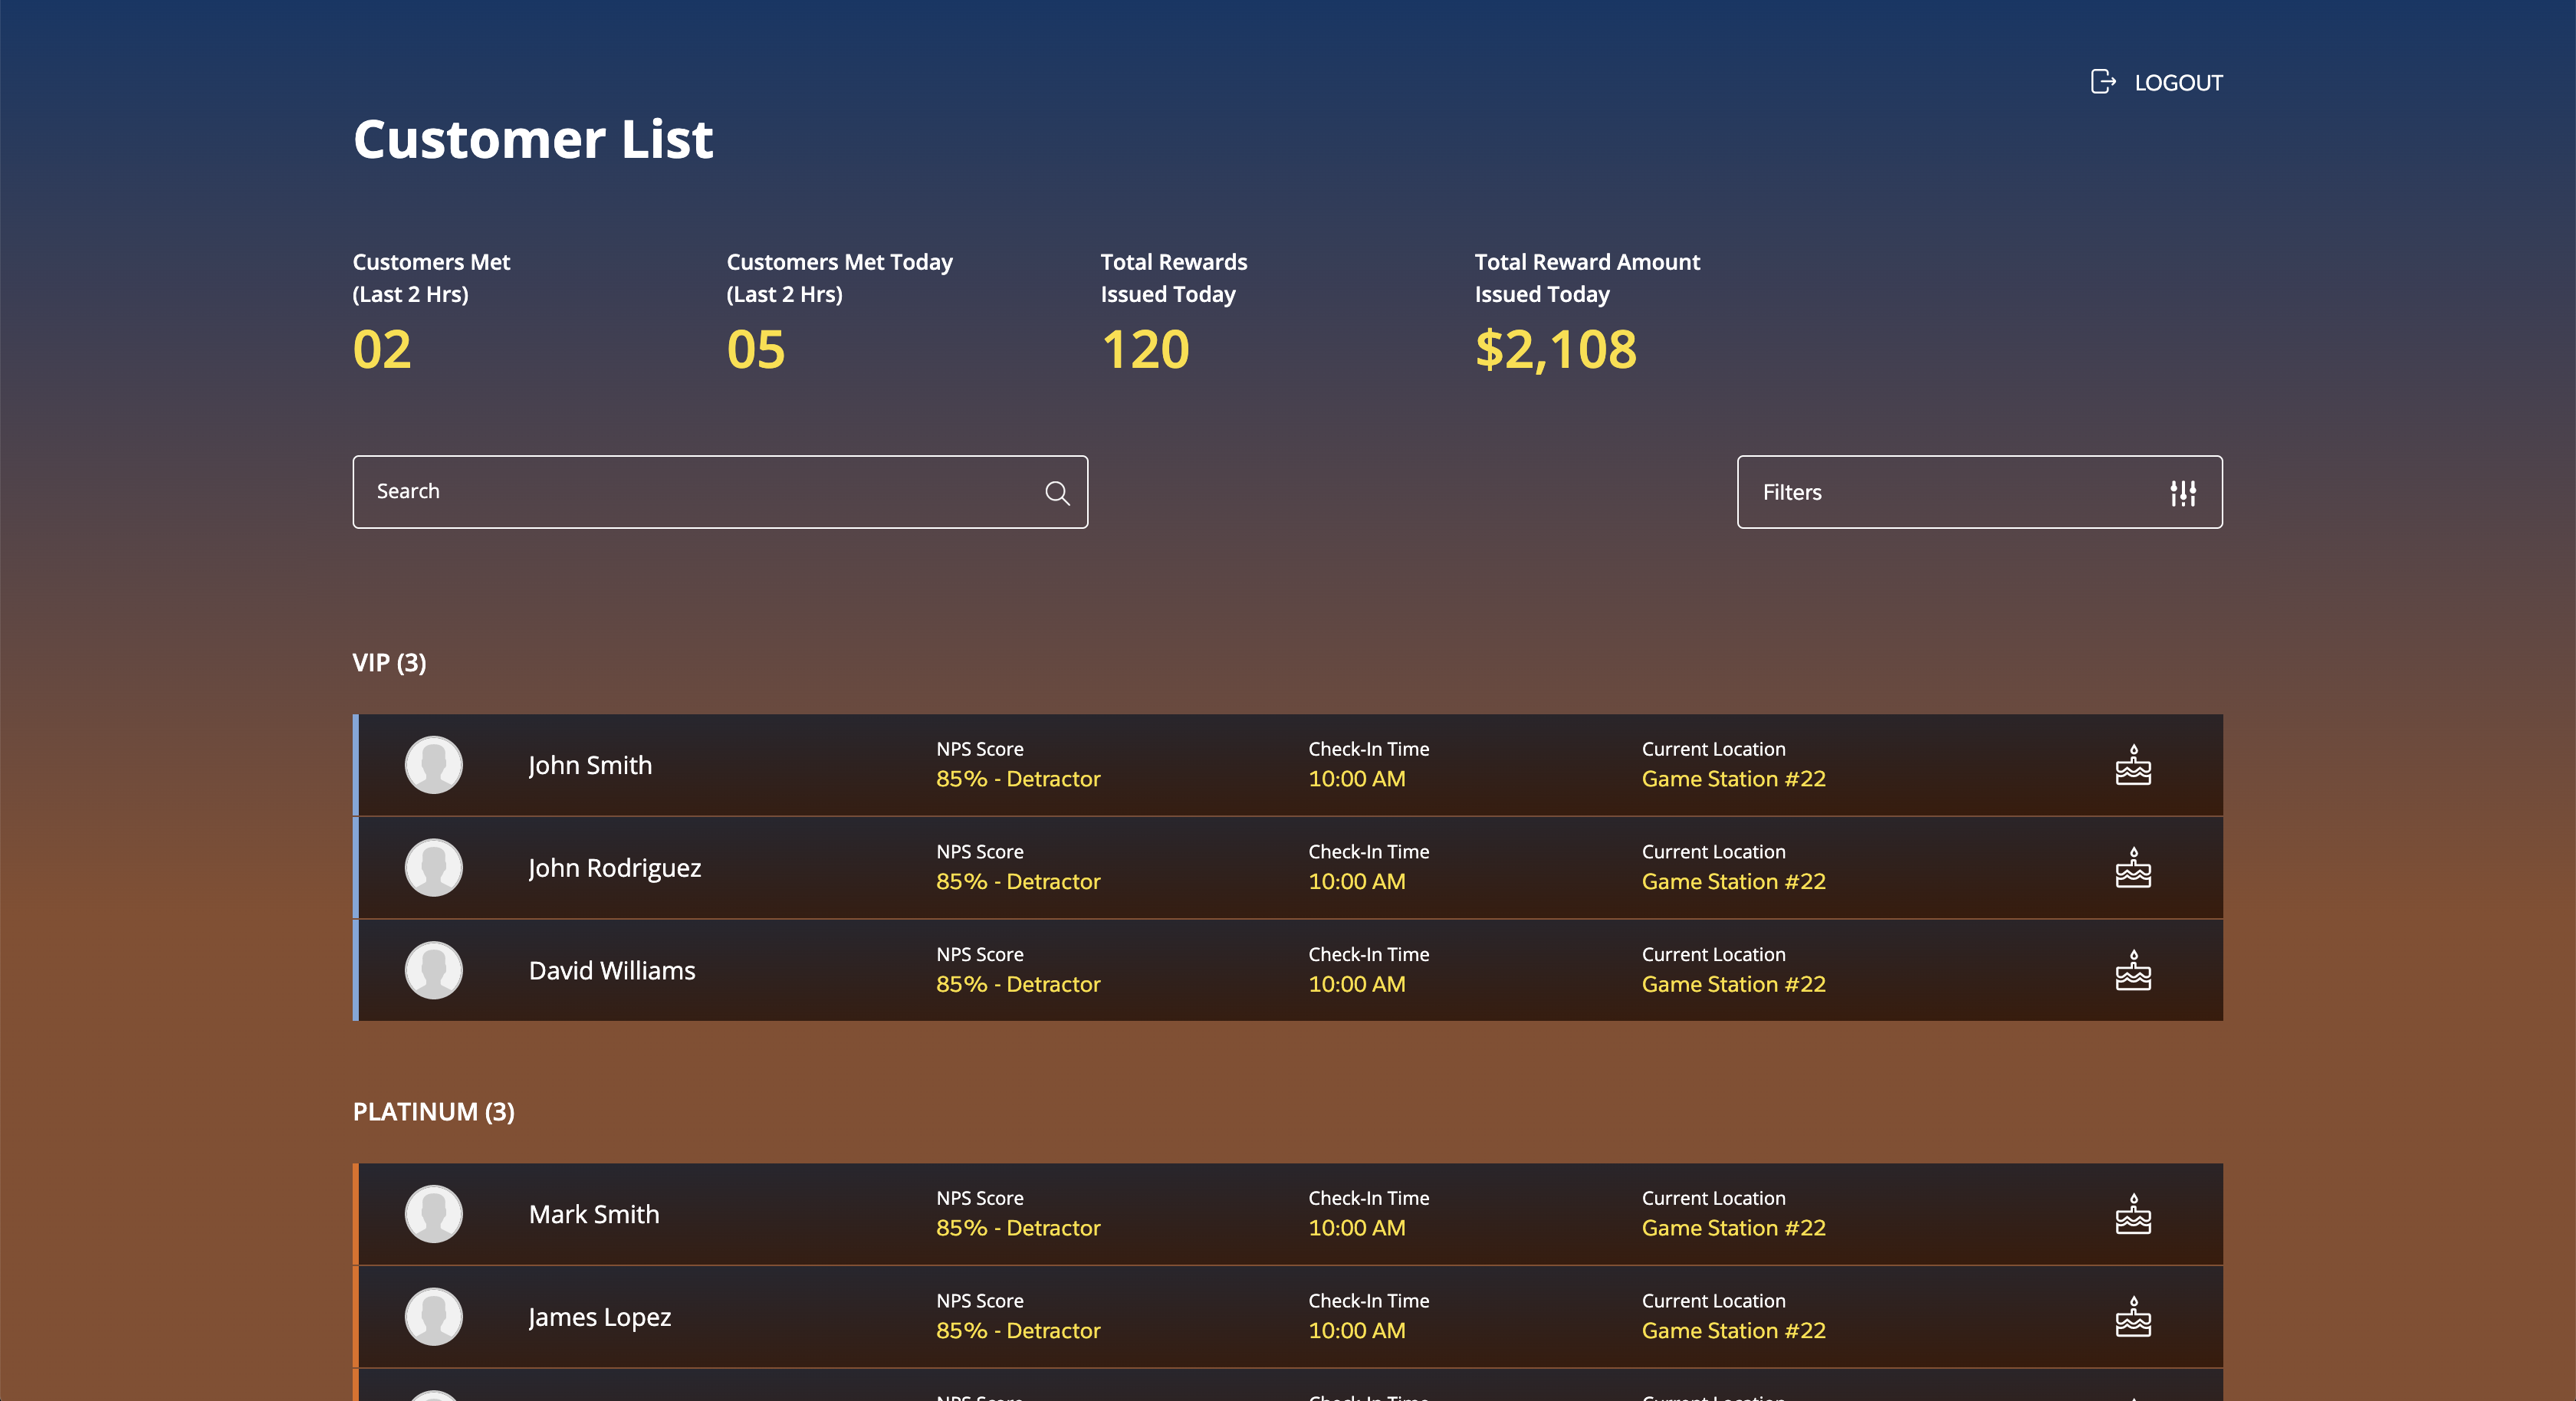 LOGOUT
Customer List
Customers Met
(Last 2 Hrs)
02
Customers Met Today
(Last 2 Hrs)
05
Total Rewards
Issued Today
120
Total Reward Amount
Issued Today
$2,108
Search
Filters
VIP (3)
John Smith
NPS Score
85% - Detractor
Check-In Time
10:00 AM
Current Location
Game Station #22
John Rodriguez
NPS Score
85% - Detractor
Check-In Time
10:00 AM
Current Location
Game Station #22
David Williams
NPS Score
85% - Detractor
Check-In Time
10:00 AM
Current Location
Game Station #22
PLATINUM (3)
Mark Smith
NPS Score
85% - Detractor
Check-In Time
10:00 AM
Current Location
Game Station #22
James Lopez
NPS Score
85% - Detractor
Check-In Time
10:00 AM
Current Location
Game Station #22